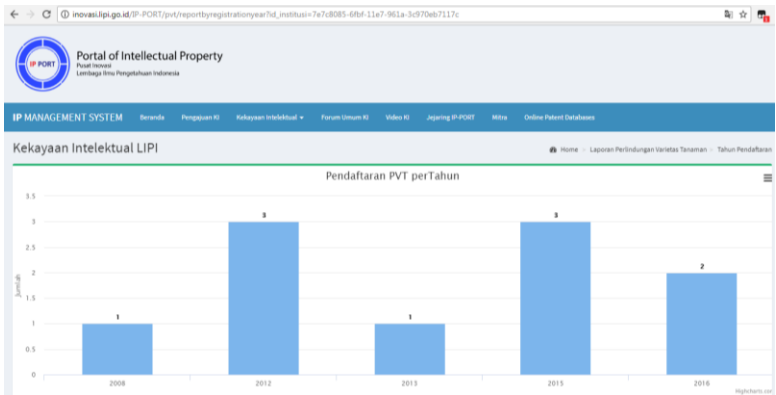 inovasi.lipi.go.id/IP-PORT/pvt/reportbyregistrationyear?id_institusi=7e7c8085-6fbf-11e7-961a-3c970eb7117c
IP PORT
Portal of Intellectual Property
Pusat Inovasi
Lembaga Ilmu Pengetahuan Indonesia
IP MANAGEMENT SYSTEM Beranda Pengajuan KI Kekayaan Intelektual Forum Umum KI Video KI Jejaring IP-PORT Mitra Online Patent Databases
Kekayaan Intelektual LIPI
Home > Laporan Perlindungan Varietas Tanaman > Tahun Pendaftaran
Pendaftaran PVT perTahun
3.5
3
2.5
2
1.5
1
0.5
0
Jumlah
1
3
1
3
2
2008
2012
2013
2015
2016
Highcharts.com